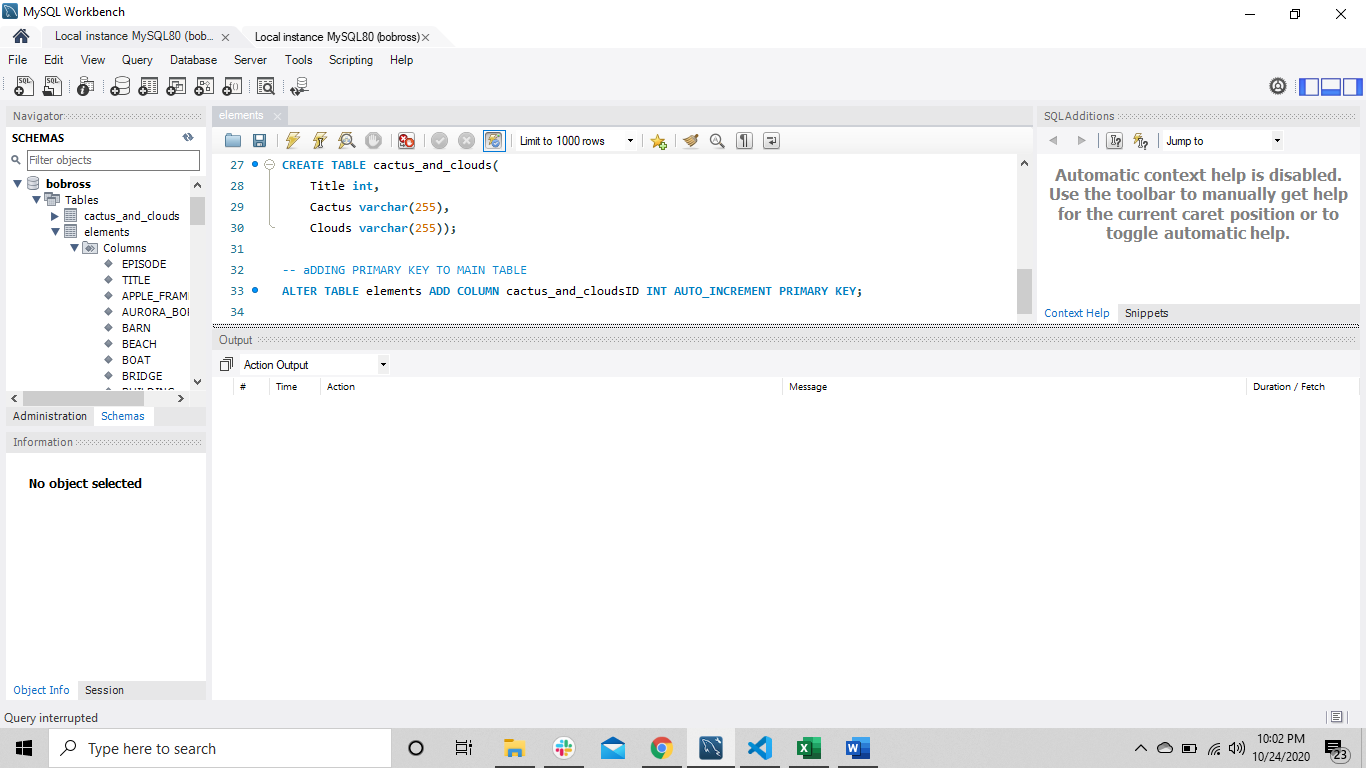 MySQL Workbench
Local instance MySQL80 (bob...
Local instance MySQL80 (bobross)
File Edit View Query Database Server Tools Scripting Help
Navigator
SCHEMAS
Filter objects
bobross
Tables
cactus_and_clouds
elements
Columns
EPISODE
TITLE
APPLE_FRAM
AURORA_BOR
BARN
BEACH
BOAT
BRIDGE
Administration Schemas
Information
No object selected
Object Info Session
elements
Limit to 1000 rows
27 CREATE TABLE cactus_and_clouds(
28 Title int,
29 Cactus varchar(255),
30 Clouds varchar(255));
31
32 -- aDDING PRIMARY KEY TO MAIN TABLE
33 ALTER TABLE elements ADD COLUMN cactus_and_cloudsID INT AUTO_INCREMENT PRIMARY KEY;
34
SQLAdditions
Jump to
Automatic context help is disabled.
Use the toolbar to manually get help
for the current caret position or to
toggle automatic help.
Context Help Snippets
Output
Action Output
# Time Action Message Duration / Fetch
Query interrupted
Type here to search
10:02 PM
10/24/2020
23